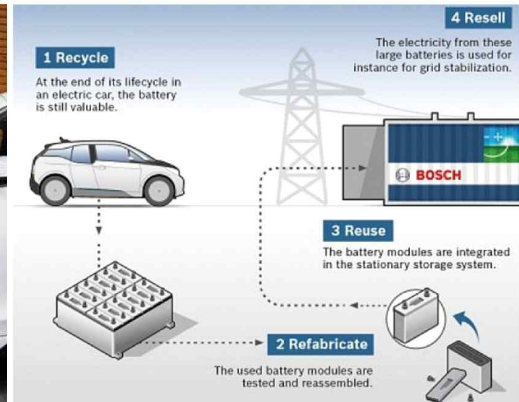 1 Recycle
At the end of its lifecycle in
an electric car, the battery
is still valuable.
4 Resell
The electricity from these
large batteries is used for
instance for grid stabilization.
BOSCH
3 Reuse
The battery modules are integrated
in the stationary storage system.
2 Refabricate
The used battery modules are
tested and reassembled.